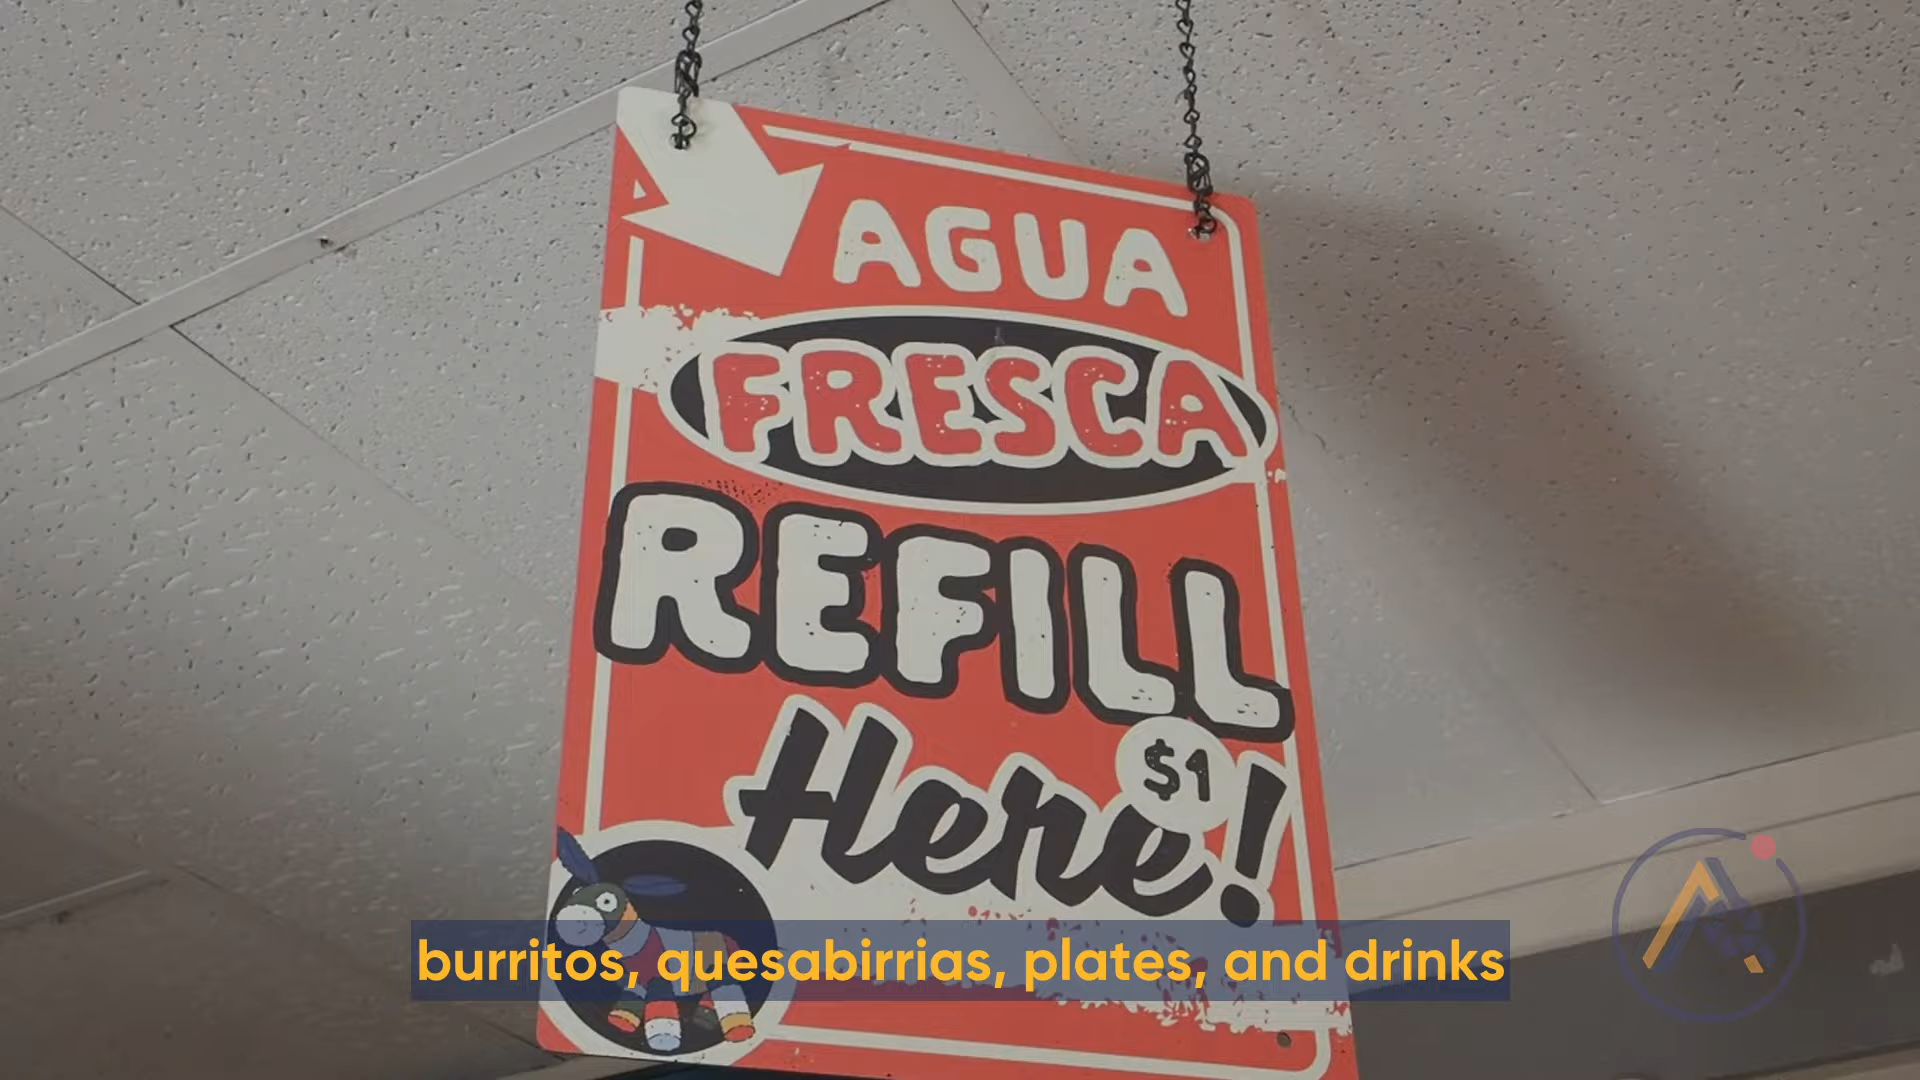 AGUA
FRESCA
REFILL
$1
Here!
burritos, quesabirrias, plates, and drinks